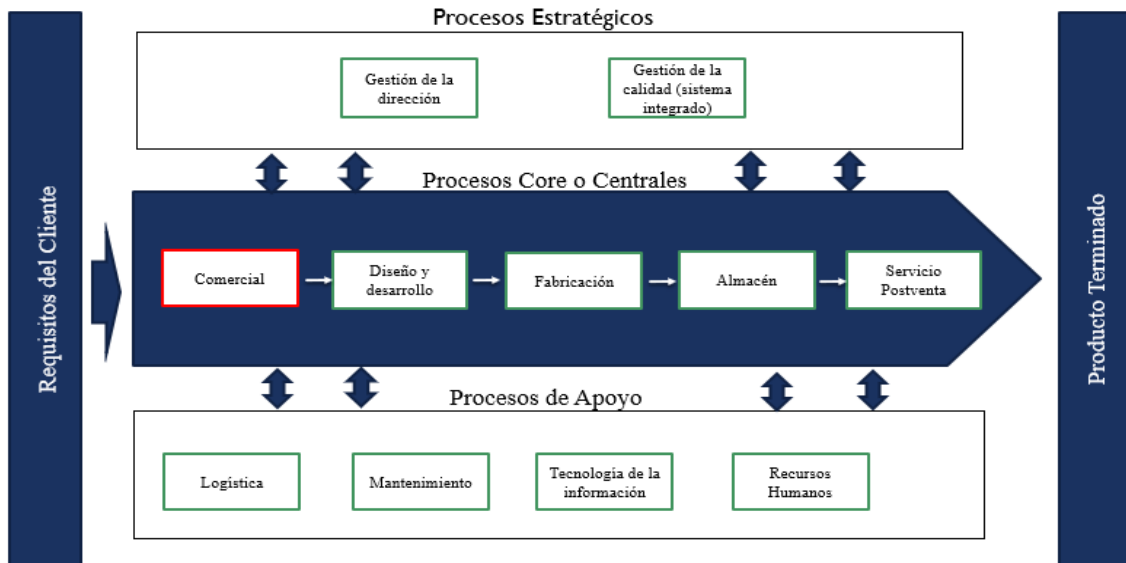 Procesos Estratégicos
Gestión de la
dirección
Gestión de la
calidad (sistema
integrado)
Requisitos del Cliente
Procesos Core o Centrales
Comercial
Diseño y
desarrollo
Fabricación
Almacén
Servicio
Postventa
Procesos de Apoyo
Logística
Mantenimiento
Tecnología de la
información
Recursos
Humanos
Producto Terminado